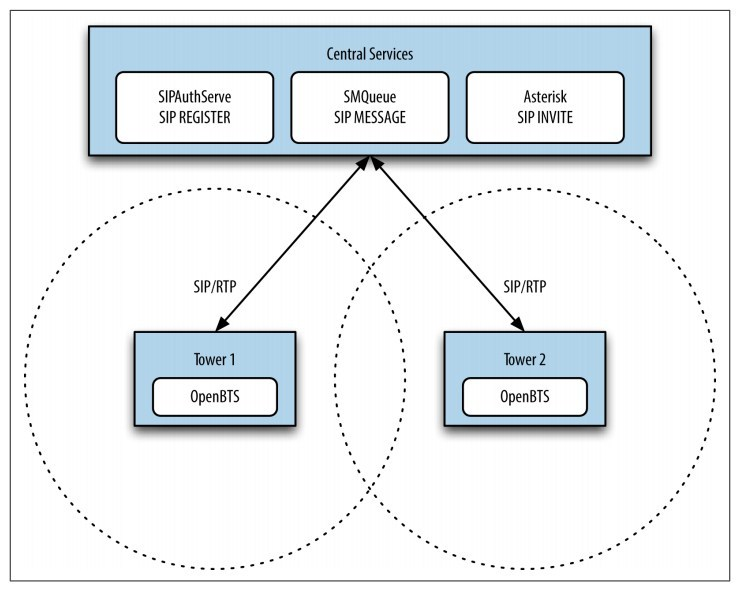 Central Services
SIPAuthServe
SIP REGISTER
SMQueue
SIP MESSAGE
Asterisk
SIP INVITE
SIP/RTP
SIP/RTP
Tower 1
OpenBTS
Tower 2
OpenBTS